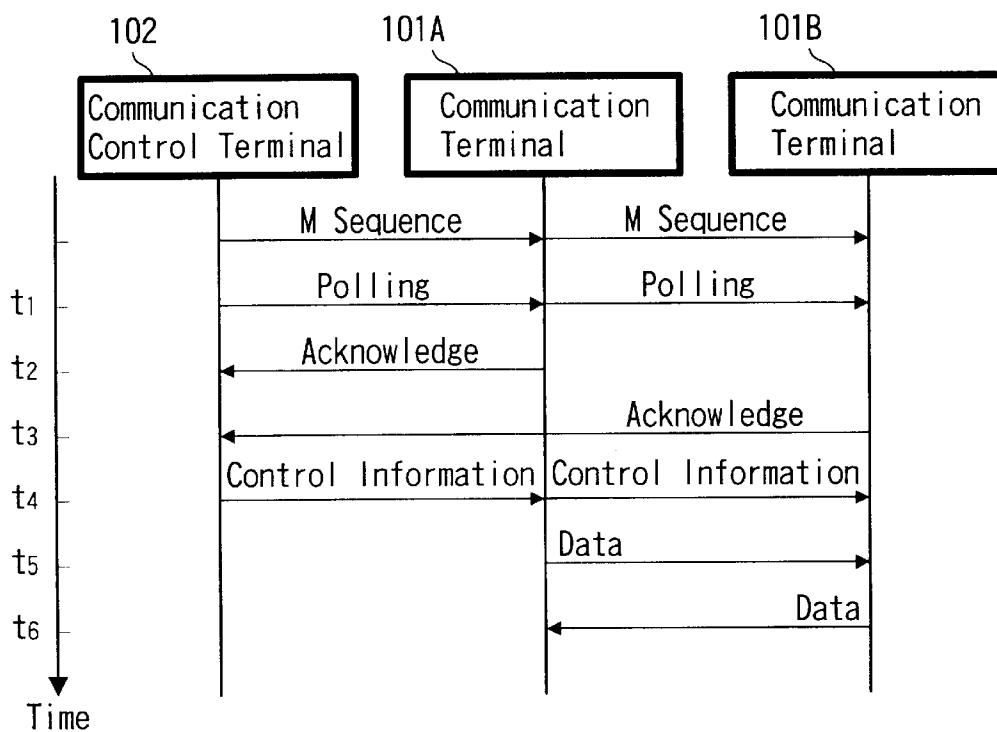 102
101A
101B
Communication
Control Terminal
Communication
Terminal
Communication
Terminal
M Sequence
M Sequence
t1
Polling
Polling
t2
Acknowledge
t3
Acknowledge
t4
Control Information
Control Information
t5
Data
t6
Data
Time